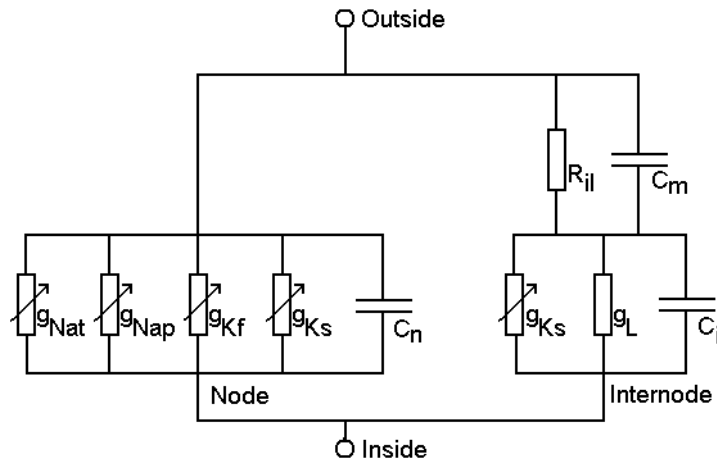 Outside
R_il
C_m
g_Nat
g_Nap
g_Kf
g_Ks
C_n
g_Ks
g_L
C_i
Node
Internode
Inside